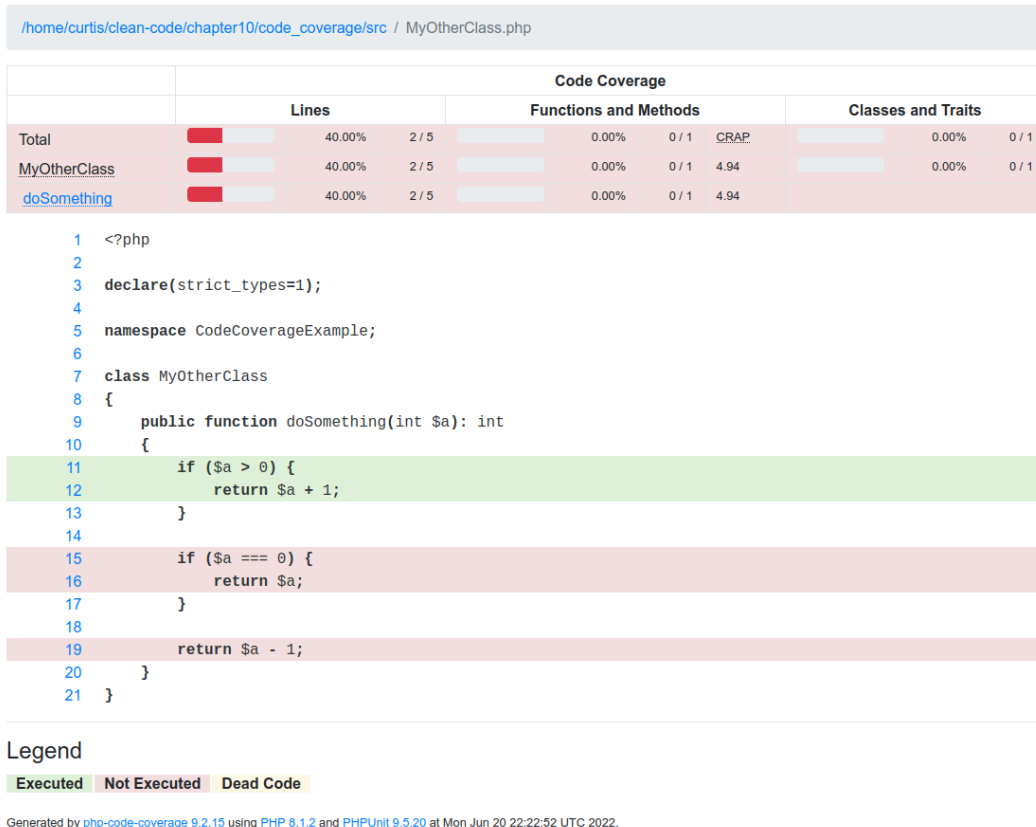 /home/curtis/clean-code/chapter10/code_coverage/src / MyOtherClass.php
Code Coverage
Lines Functions and Methods Classes and Traits
Total 40.00% 2 / 5 0.00% 0 / 1 CRAP 0.00% 0 / 1
MyOtherClass 40.00% 2 / 5 0.00% 0 / 1 4.94 0.00% 0 / 1
doSomething 40.00% 2 / 5 0.00% 0 / 1 4.94
1 <?php
2
3 declare(strict_types=1);
4
5 namespace CodeCoverageExample;
6
7 class MyOtherClass
8 {
9     public function doSomething(int $a): int
10     {
11         if ($a > 0) {
12             return $a + 1;
13         }
14
15         if ($a === 0) {
16             return $a;
17         }
18
19         return $a - 1;
20     }
21 }
Legend
Executed Not Executed Dead Code
Generated by php-code-coverage 9.2.15 using PHP 8.1.2 and PHPUnit 9.5.20 at Mon Jun 20 22:22:52 UTC 2022.